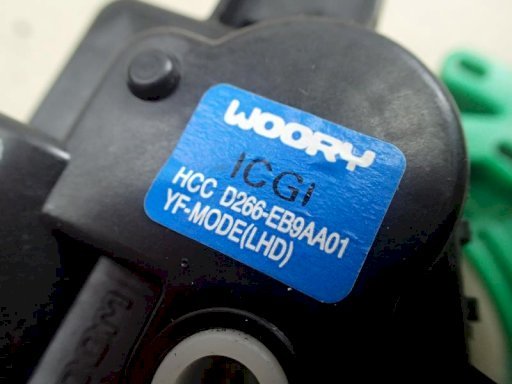 WOORY
ICGI
HCC D266-EB9AA01
YF-MODE(LHD)